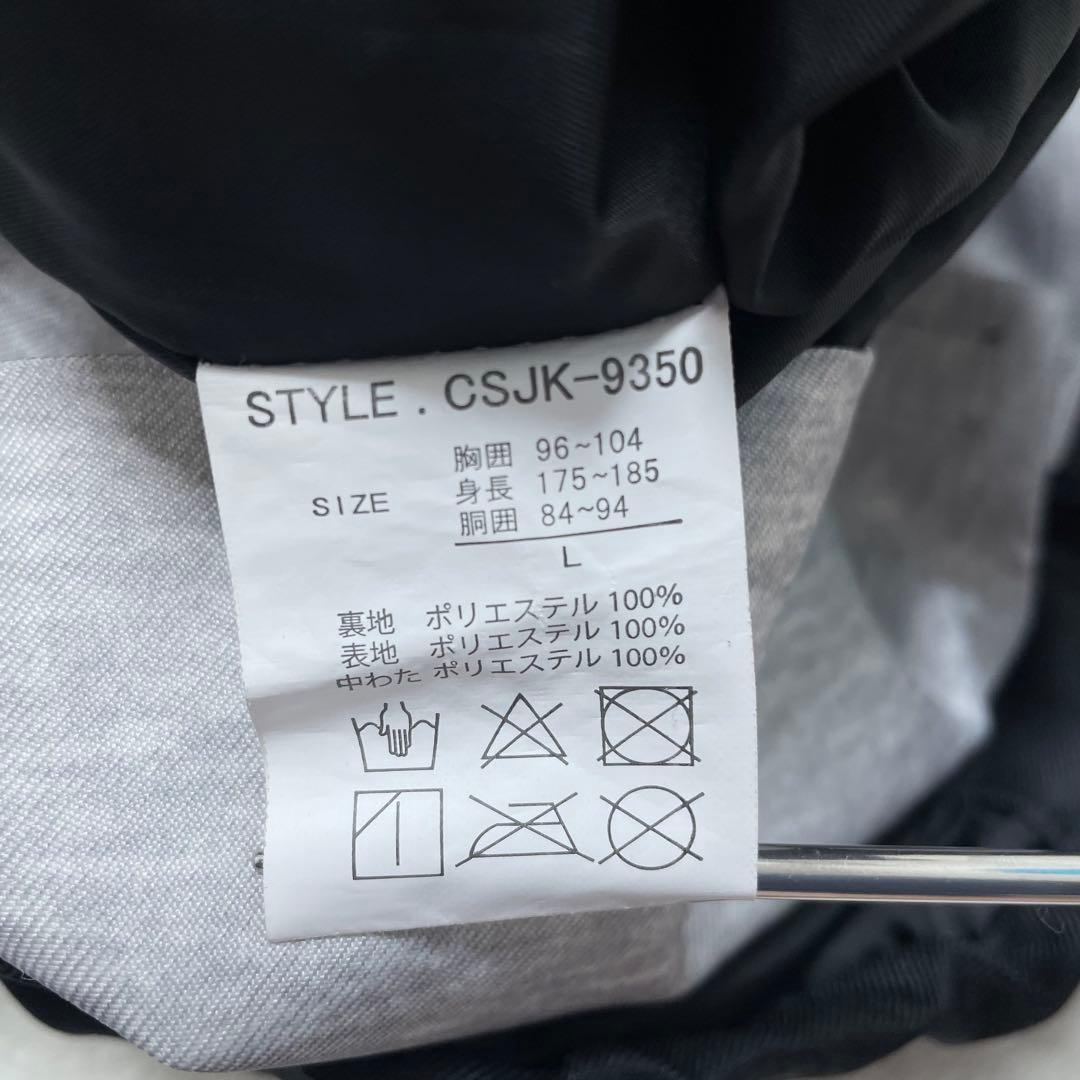 STYLE . CSJK-9350
胸囲 96~104
SIZE 身長 175~185
胴囲 84~94
L
裏地 ポリエステル 100%
表地 ポリエステル 100%
中わた ポリエステル 100%